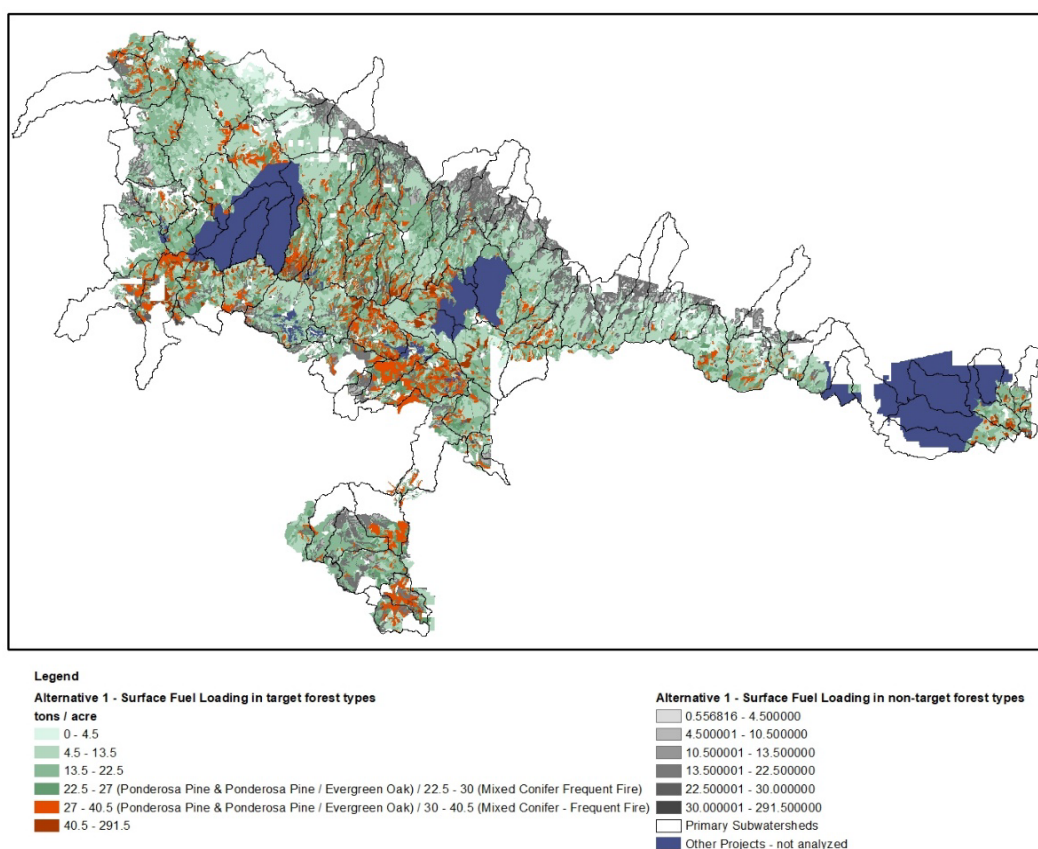 Legend
Alternative 1 - Surface Fuel Loading in target forest types
tons / acre
0 - 4.5
4.5 - 13.5
13.5 - 22.5
22.5 - 27 (Ponderosa Pine & Ponderosa Pine / Evergreen Oak) / 22.5 - 30 (Mixed Conifer - Frequent Fire)
27 - 40.5 (Ponderosa Pine & Ponderosa Pine / Evergreen Oak) / 30 - 40.5 (Mixed Conifer - Frequent Fire)
40.5 - 291.5
Alternative 1 - Surface Fuel Loading in non-target forest types
0.556816 - 4.500000
4.500001 - 10.500000
10.500001 - 13.500000
13.500001 - 22.500000
22.500001 - 30.000000
30.000001 - 291.500000
Primary Subwatersheds
Other Projects - not analyzed